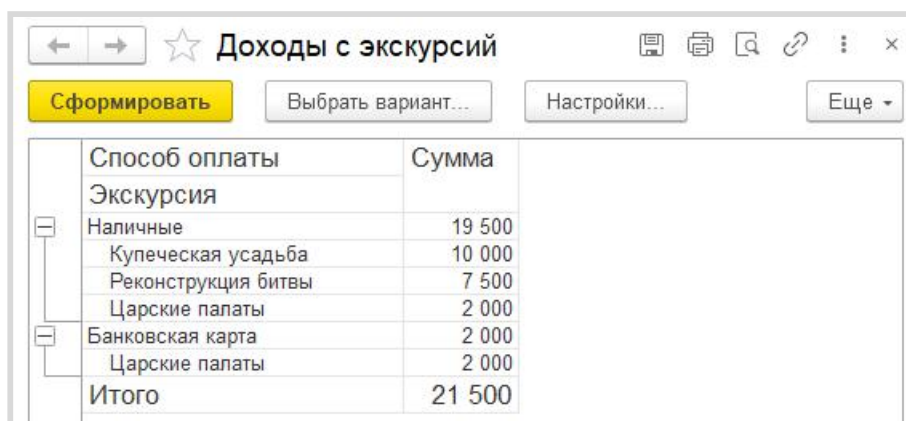 Доходы с экскурсий
Сформировать Выбрать вариант... Настройки... Еще
Способ оплаты Сумма
Экскурсия
Наличные 19 500
Купеческая усадьба 10 000
Реконструкция битвы 7 500
Царские палаты 2 000
Банковская карта 2 000
Царские палаты 2 000
Итого 21 500